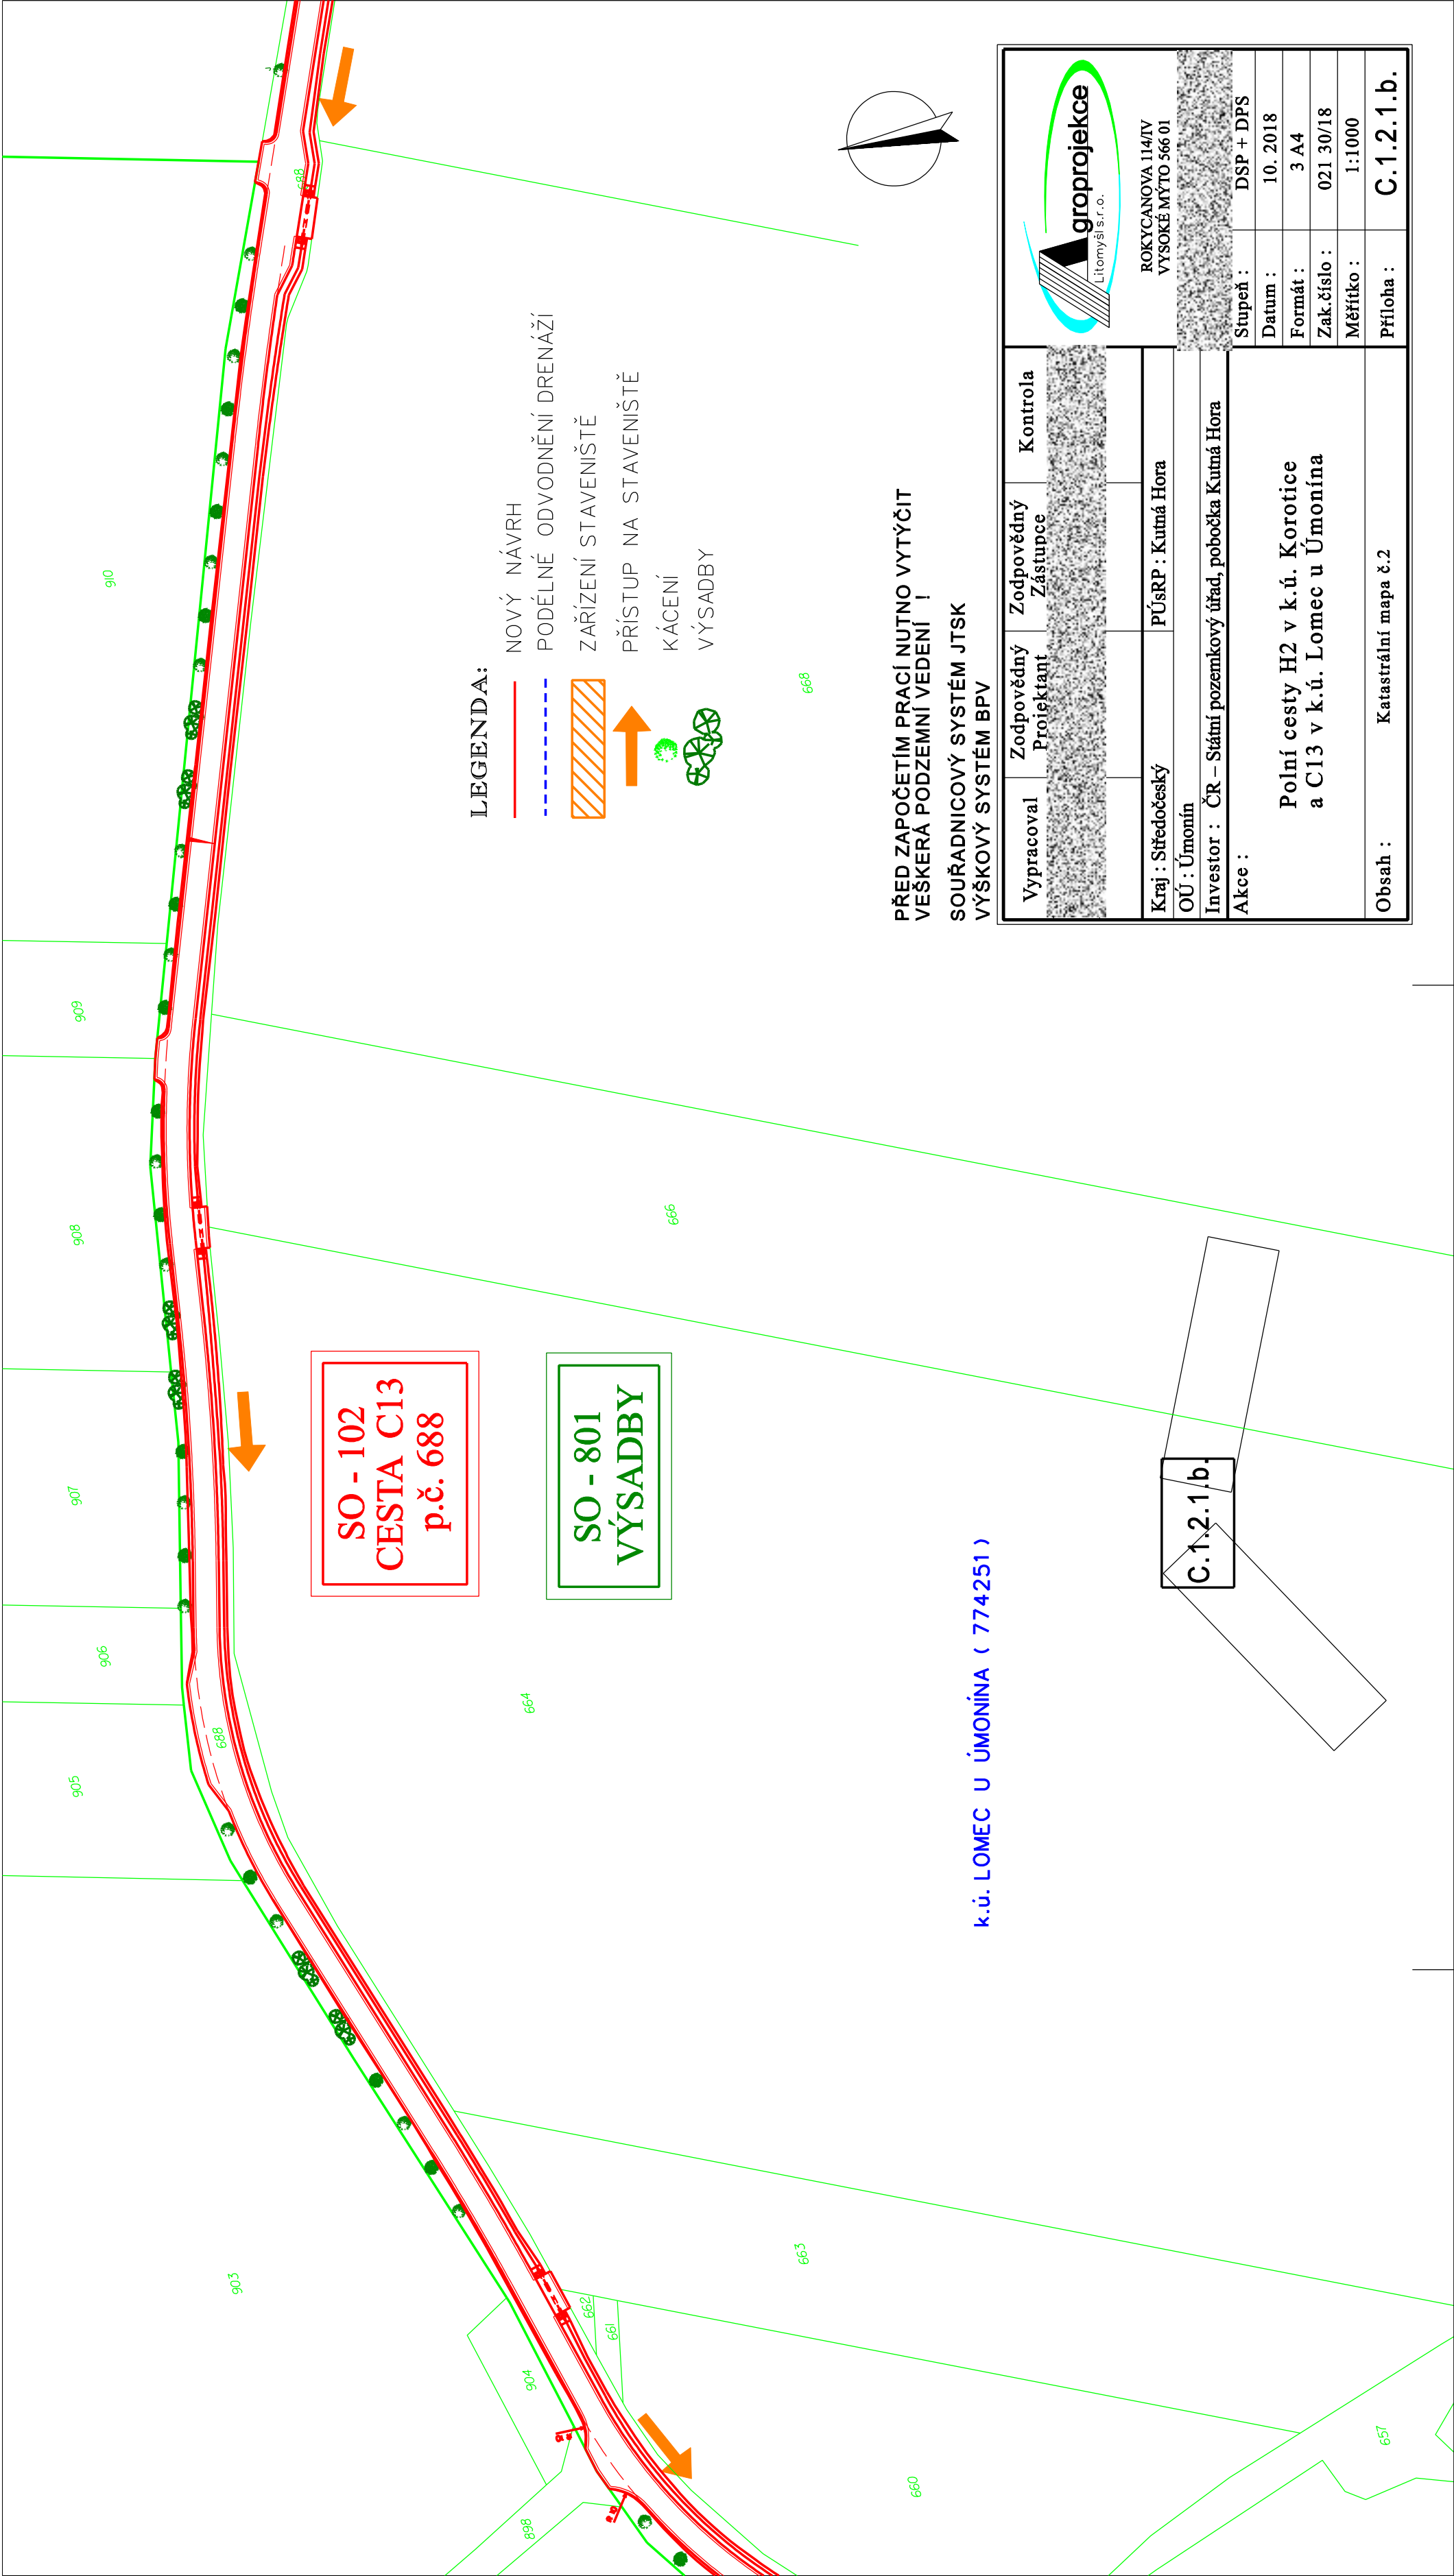 910
909
908
907
906
905
903
904
898
688
688
668
666
664
663
662
661
660
657
LEGENDA:
NOVÝ NÁVRH
PODÉLNÉ ODVODNĚNÍ DRENÁŽÍ
ZAŘÍZENÍ STAVENIŠTĚ
PŘÍSTUP NA STAVENIŠTĚ
KÁCENÍ
VÝSADBY
SO - 102
CESTA C13
p.č. 688
SO - 801
VÝSADBY
k.ú. LOMEC U ÚMONÍNA ( 774251 )
C.1.2.1.b.
PŘED ZAPOČETÍM PRACÍ NUTNO VYTÝČIT
VEŠKERÁ PODZEMNÍ VEDENÍ !
SOUŘADNICOVÝ SYSTÉM JTSK
VÝŠKOVÝ SYSTÉM BPV
Vypracoval
Zodpovědný
Projektant
Zodpovědný
Zástupce
Kontrola
groprojekce
Litomyšl s.r.o.
ROKYCANOVA 114/IV
VYSOKÉ MÝTO 566 01
Kraj : Středočeský
PÚsRP : Kutná Hora
OÚ : Úmonín
Investor : ČR – Státní pozemkový úřad, pobočka Kutná Hora
Akce :
Polní cesty H2 v k.ú. Korotice
a C13 v k.ú. Lomec u Úmonína
Obsah :
Katastrální mapa č.2
Stupeň : DSP + DPS
Datum : 10. 2018
Formát : 3 A4
Zak.číslo : 021 30/18
Měřítko : 1:1000
Příloha : C.1.2.1.b.